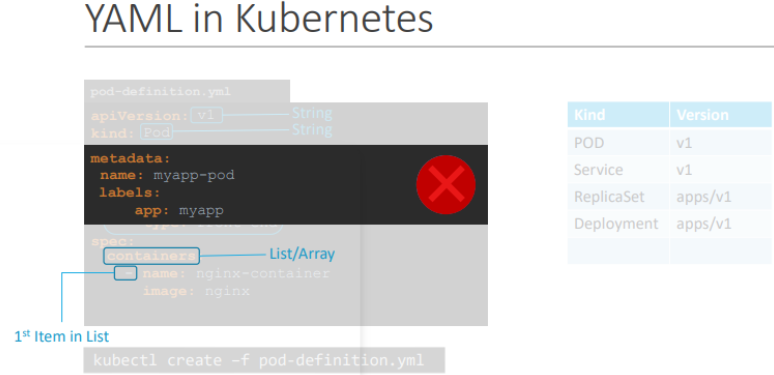 YAML in Kubernetes
pod-definition.yml
apiVersion: v1 String
kind: Pod String
metadata:
name: myapp-pod
labels:
app: myapp
spec:
containers List/Array
- name: nginx-container
image: nginx
1st Item in List
kubectl create –f pod-definition.yml
Kind Version
POD v1
Service v1
ReplicaSet apps/v1
Deployment apps/v1